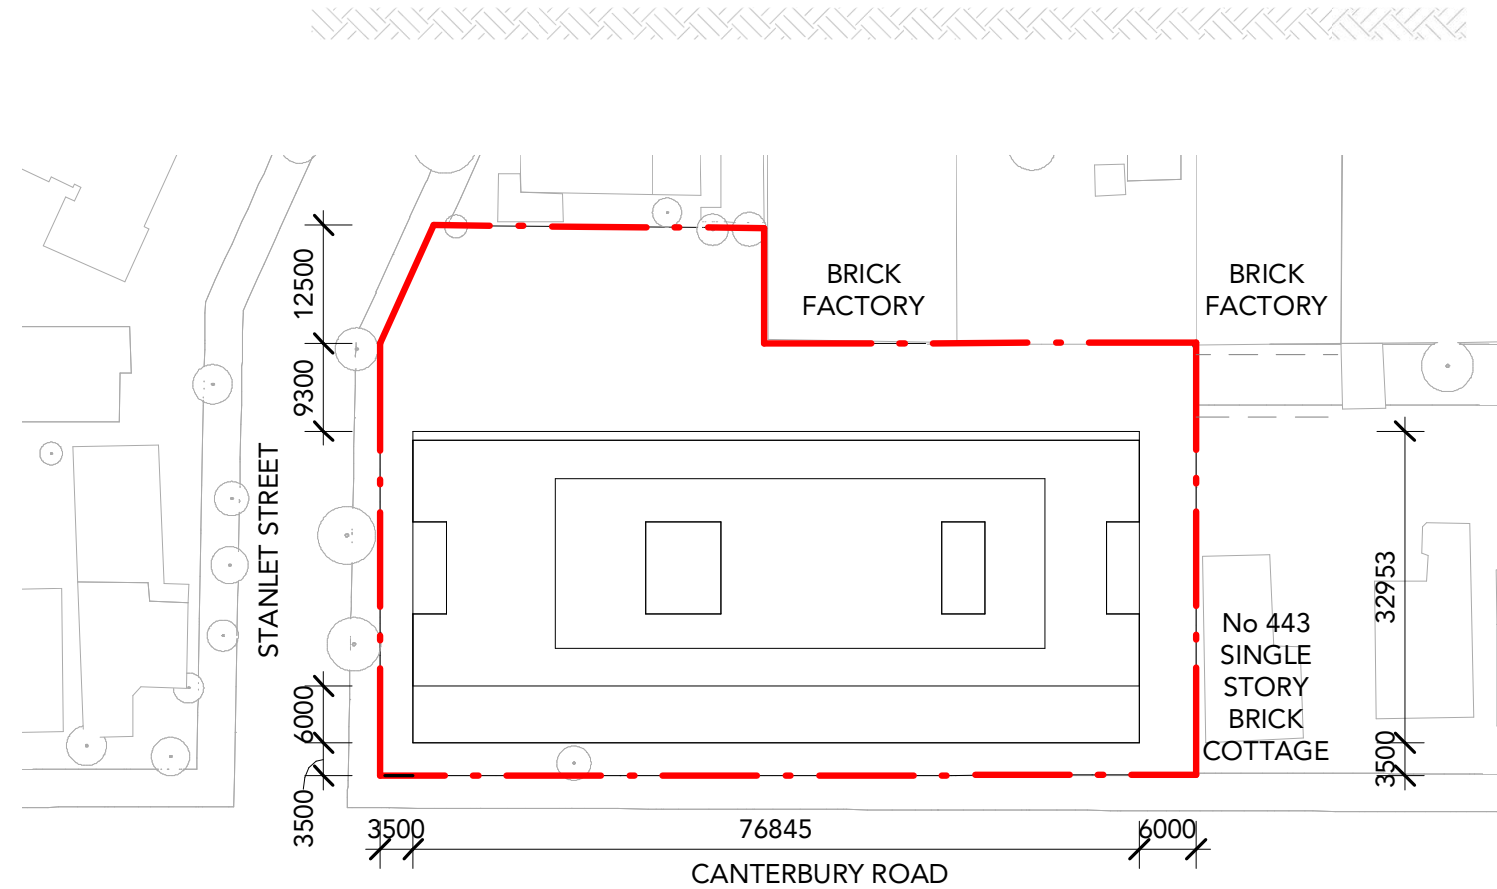 BRICK
FACTORY
BRICK
FACTORY
12500
9300
STANLET STREET
6000
3500
32953
3500
No 443
SINGLE
STORY
BRICK
COTTAGE
3500
76845
6000
CANTERBURY ROAD